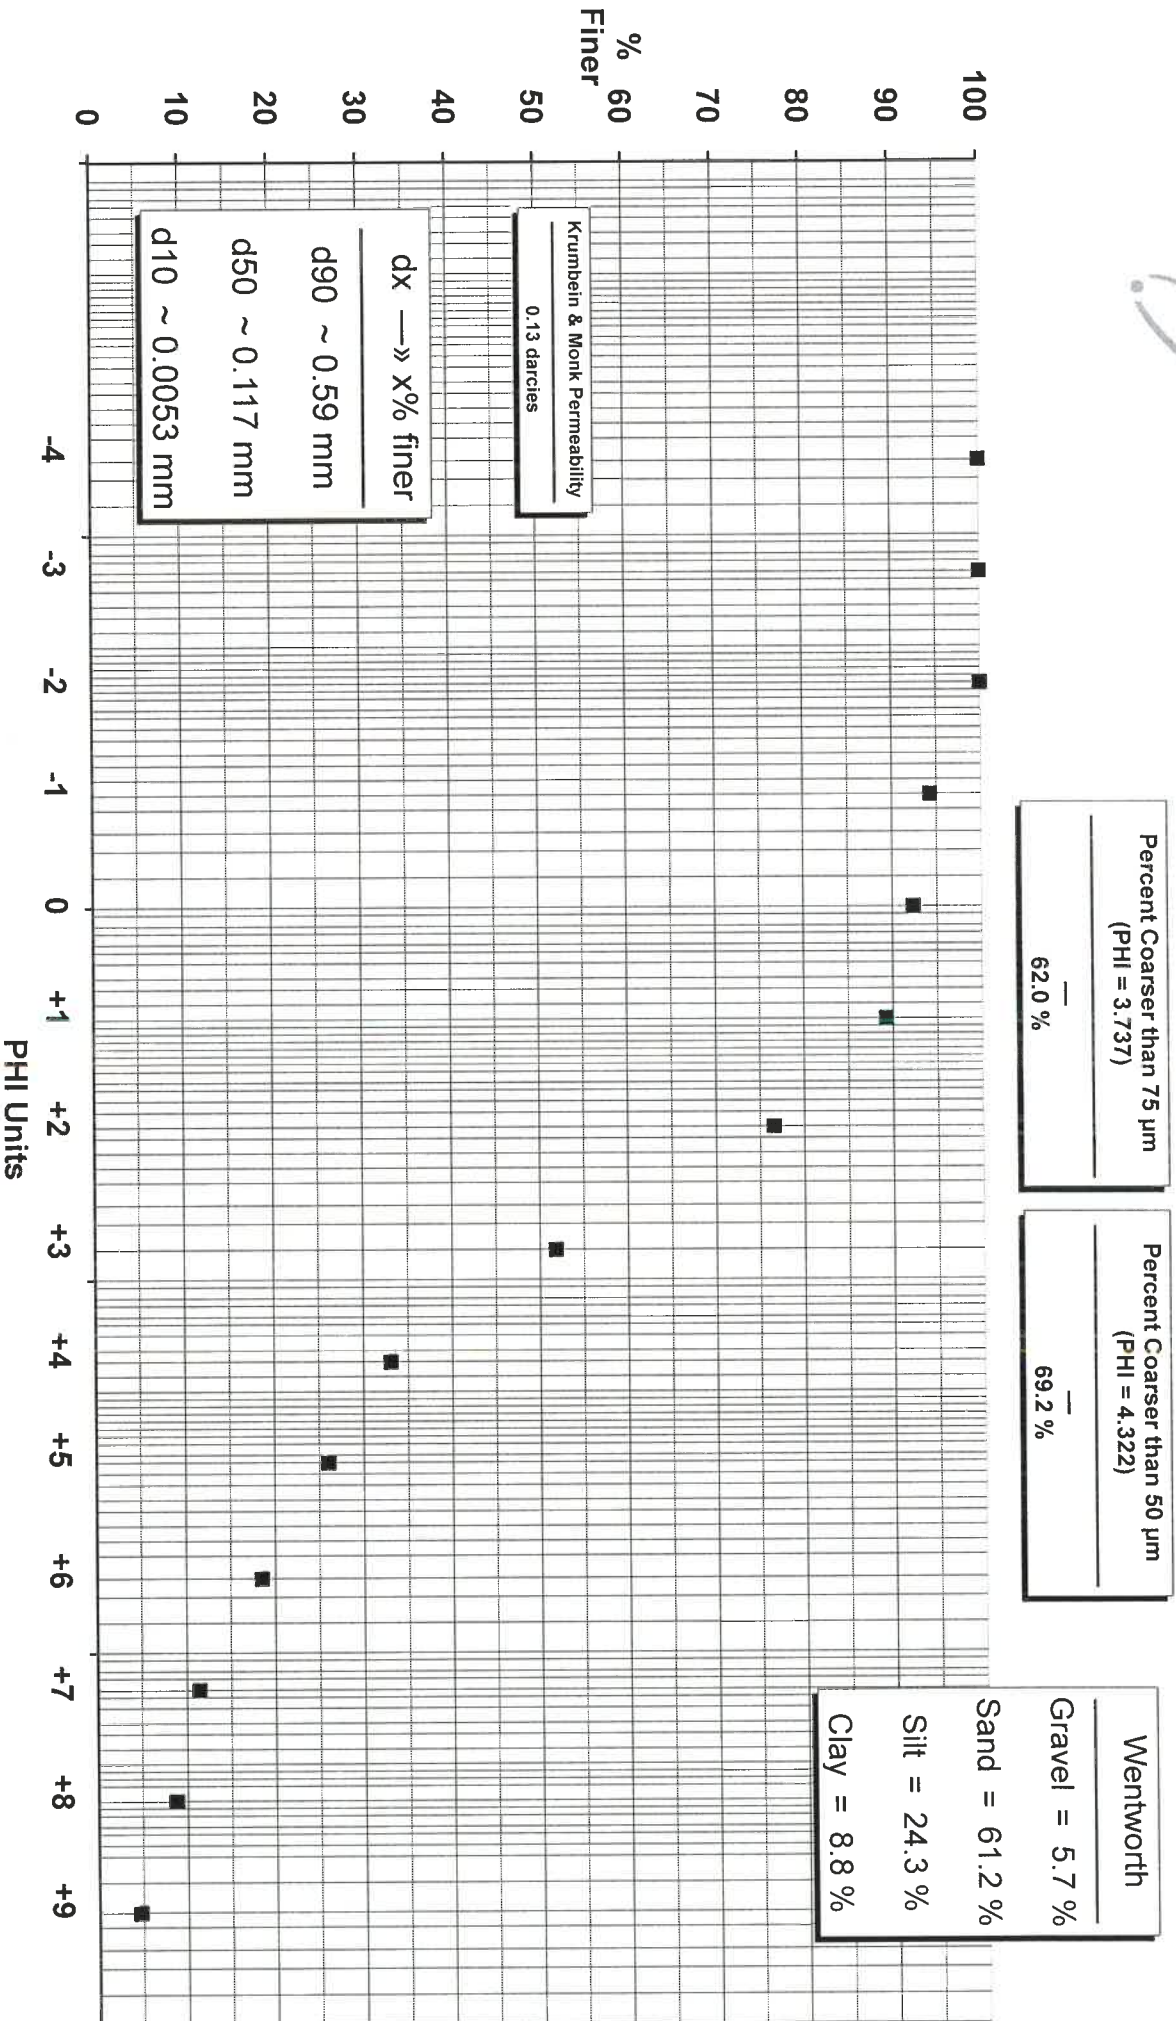 Percent Coarser than 75 µm
(PHI = 3.737)
—
62.0 %
Percent Coarser than 50 µm
(PHI = 4.322)
—
69.2 %
Wentworth
Gravel = 5.7 %
Sand = 61.2 %
Silt = 24.3 %
Clay = 8.8 %
%
Finer
100
90
80
70
60
50
40
30
20
10
0
Krumbein & Monk Permeability
0.13 darcies
dx —» x% finer
d90 ~ 0.59 mm
d50 ~ 0.117 mm
d10 ~ 0.0053 mm
-4 -3 -2 -1 0 +1 +2 +3 +4 +5 +6 +7 +8 +9
PHI Units